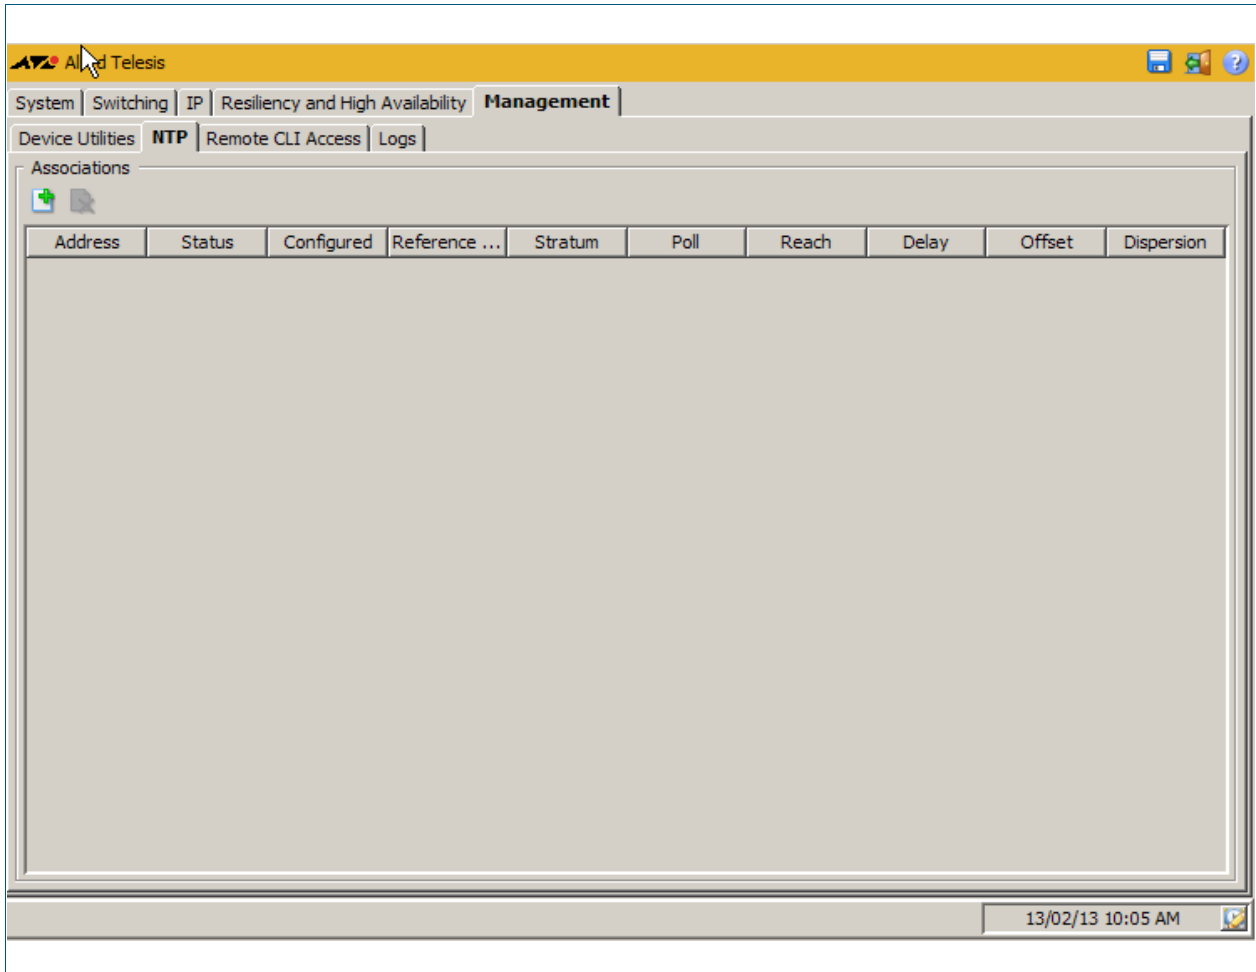 Allied Telesis
System Switching IP Resiliency and High Availability Management
Device Utilities NTP Remote CLI Access Logs
Associations
Address Status Configured Reference ... Stratum Poll Reach Delay Offset Dispersion
13/02/13 10:05 AM